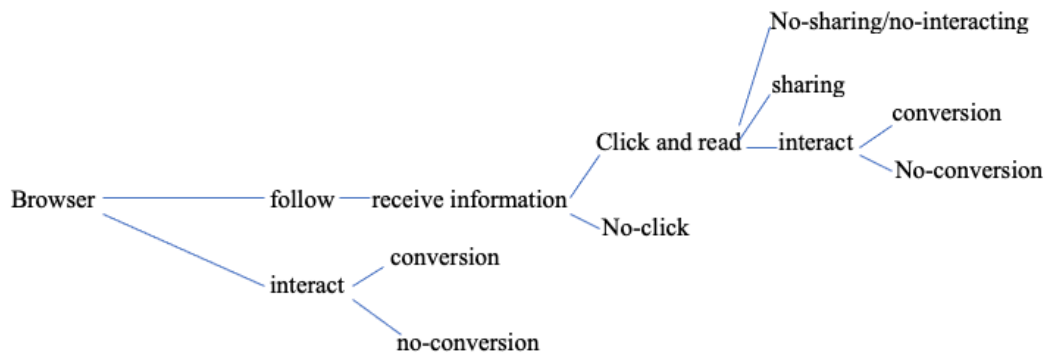 No-sharing/no-interacting
sharing
conversion
Click and read
interact
No-conversion
Browser
follow
receive information
No-click
conversion
interact
no-conversion